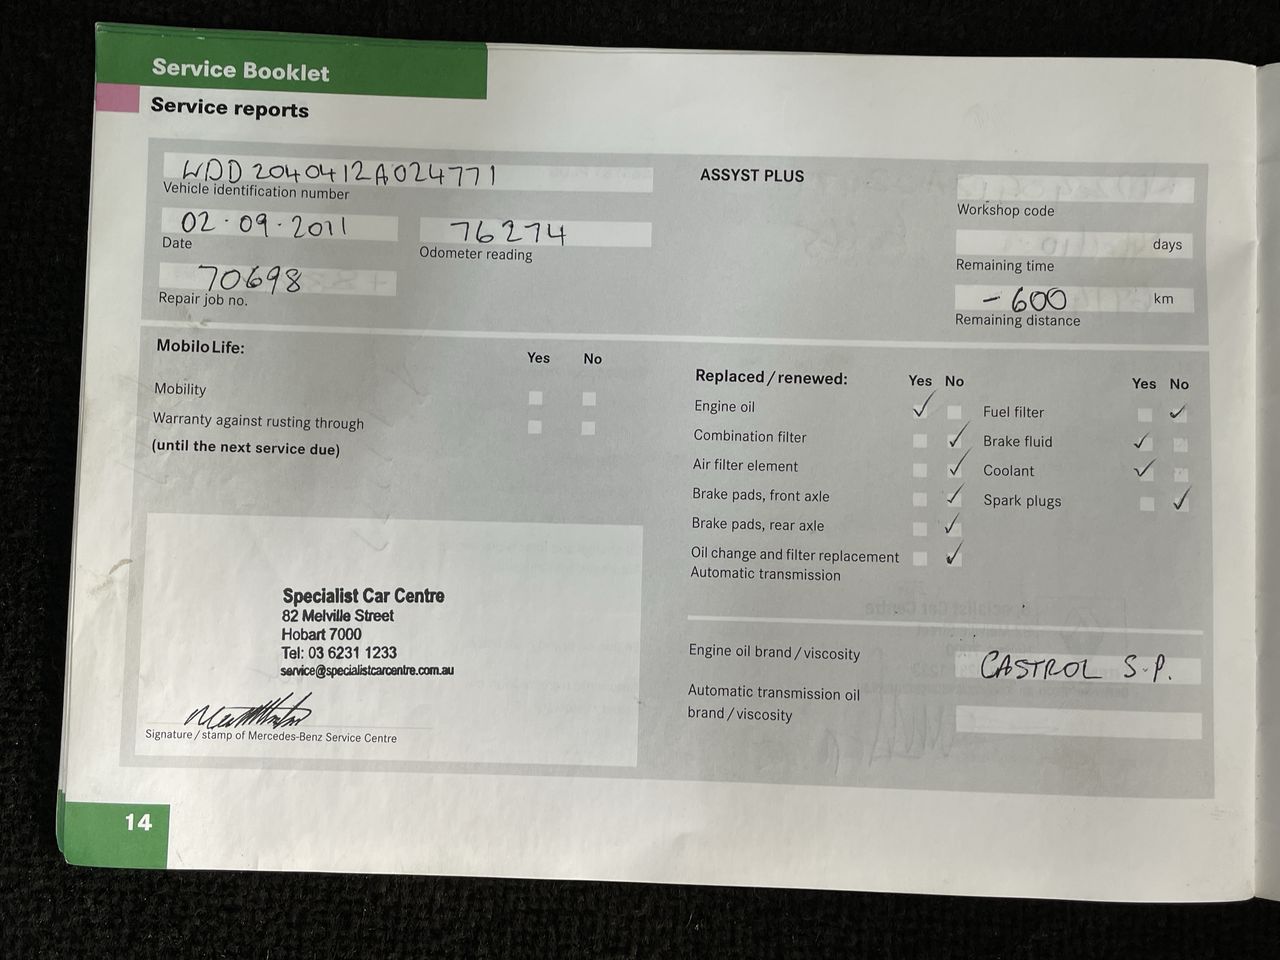 Service Booklet
Service reports
WDD2040412A024771
Vehicle identification number
02·09·2011
Date
76274
Odometer reading
70698
Repair job no.
ASSYST PLUS
Workshop code
days
Remaining time
-600 km
Remaining distance
MobiloLife:
Yes No
Mobility
Warranty against rusting through
(until the next service due)
Specialist Car Centre
82 Melville Street
Hobart 7000
Tel: 03 6231 1233
service@specialistcarcentre.com.au
Signature/stamp of Mercedes-Benz Service Centre
Replaced/renewed: Yes No
Engine oil
Combination filter
Air filter element
Brake pads, front axle
Brake pads, rear axle
Oil change and filter replacement
Automatic transmission
Yes No
Fuel filter
Brake fluid
Coolant
Spark plugs
Engine oil brand/viscosity
CASTROL S.P.
Automatic transmission oil
brand/viscosity
14